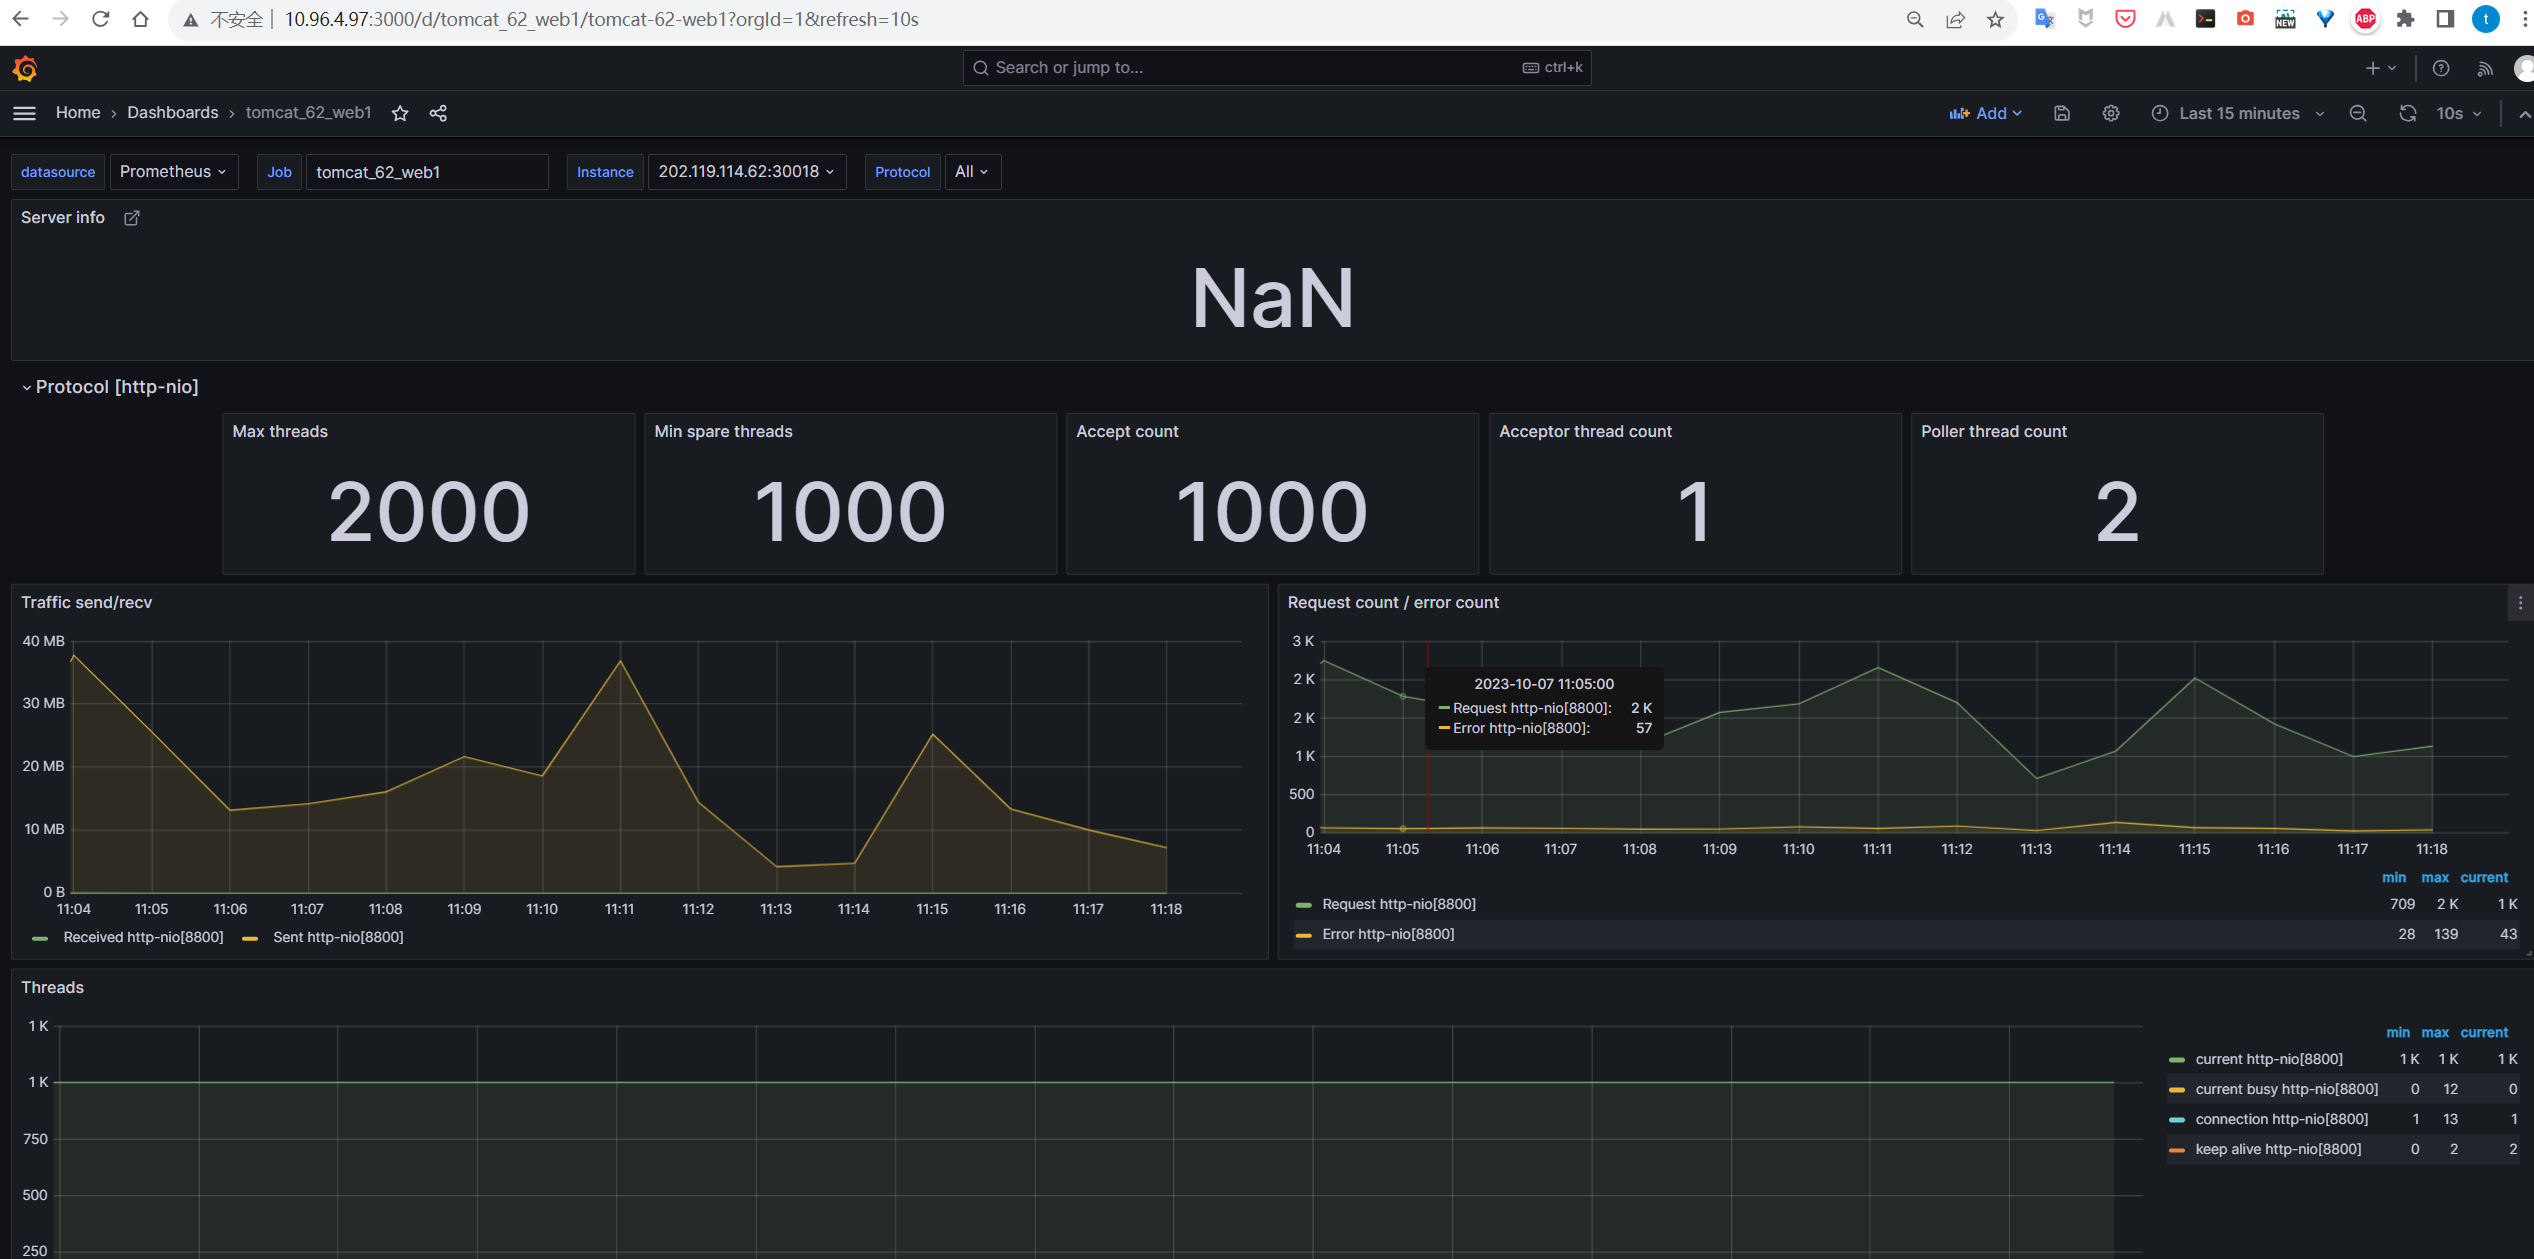 不安全 10.96.4.97:3000/d/tomcat_62_web1/tomcat-62-web1?orgId=1&refresh=10s
NEW
ABP
t
Search or jump to...
ctrl+k
Home › Dashboards › tomcat_62_web1
Add
Last 15 minutes
10s
datasource
Prometheus
Job
tomcat_62_web1
Instance
202.119.114.62:30018
Protocol
All
Server info
NaN
Protocol [http-nio]
Max threads
2000
Min spare threads
1000
Accept count
1000
Acceptor thread count
1
Poller thread count
2
Traffic send/recv
40 MB
30 MB
20 MB
10 MB
0 B
11:04 11:05 11:06 11:07 11:08 11:09 11:10 11:11 11:12 11:13 11:14 11:15 11:16 11:17 11:18
Received http-nio[8800] Sent http-nio[8800]
Request count / error count
3 K
2 K
2 K
1 K
500
0
2023-10-07 11:05:00
Request http-nio[8800]: 2 K
Error http-nio[8800]: 57
11:04 11:05 11:06 11:07 11:08 11:09 11:10 11:11 11:12 11:13 11:14 11:15 11:16 11:17 11:18
min max current
Request http-nio[8800] 709 2 K 1 K
Error http-nio[8800] 28 139 43
Threads
1 K
1 K
750
500
250
min max current
current http-nio[8800] 1 K 1 K 1 K
current busy http-nio[8800] 0 12 0
connection http-nio[8800] 1 13 1
keep alive http-nio[8800] 0 2 2